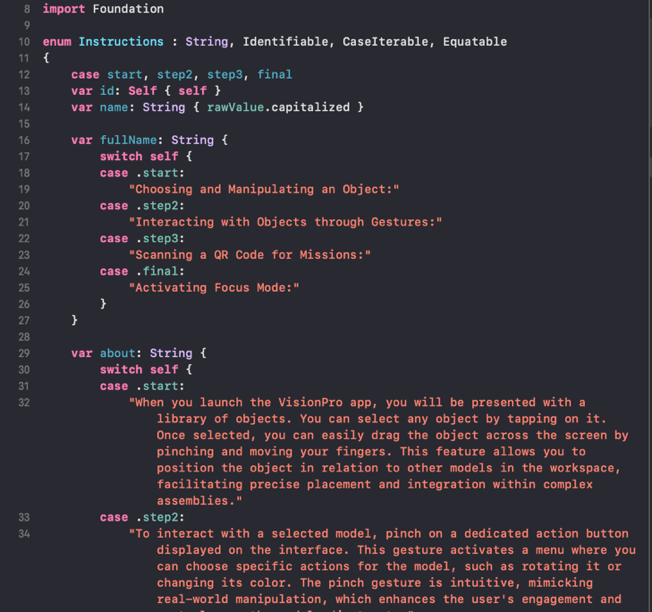 8 import Foundation
9
10 enum Instructions : String, Identifiable, CaseIterable, Equatable
11 {
12 case start, step2, step3, final
13 var id: Self { self }
14 var name: String { rawValue.capitalized }
15
16 var fullName: String {
17 switch self {
18 case .start:
19 "Choosing and Manipulating an Object:"
20 case .step2:
21 "Interacting with Objects through Gestures:"
22 case .step3:
23 "Scanning a QR Code for Missions:"
24 case .final:
25 "Activating Focus Mode:"
26 }
27 }
28
29 var about: String {
30 switch self {
31 case .start:
32 "When you launch the VisionPro app, you will be presented with a
library of objects. You can select any object by tapping on it.
Once selected, you can easily drag the object across the screen by
pinching and moving your fingers. This feature allows you to
position the object in relation to other models in the workspace,
facilitating precise placement and integration within complex
assemblies."
33 case .step2:
34 "To interact with a selected model, pinch on a dedicated action button
displayed on the interface. This gesture activates a menu where you
can choose specific actions for the model, such as rotating it or
changing its color. The pinch gesture is intuitive, mimicking
real-world manipulation, which enhances the user's engagement and